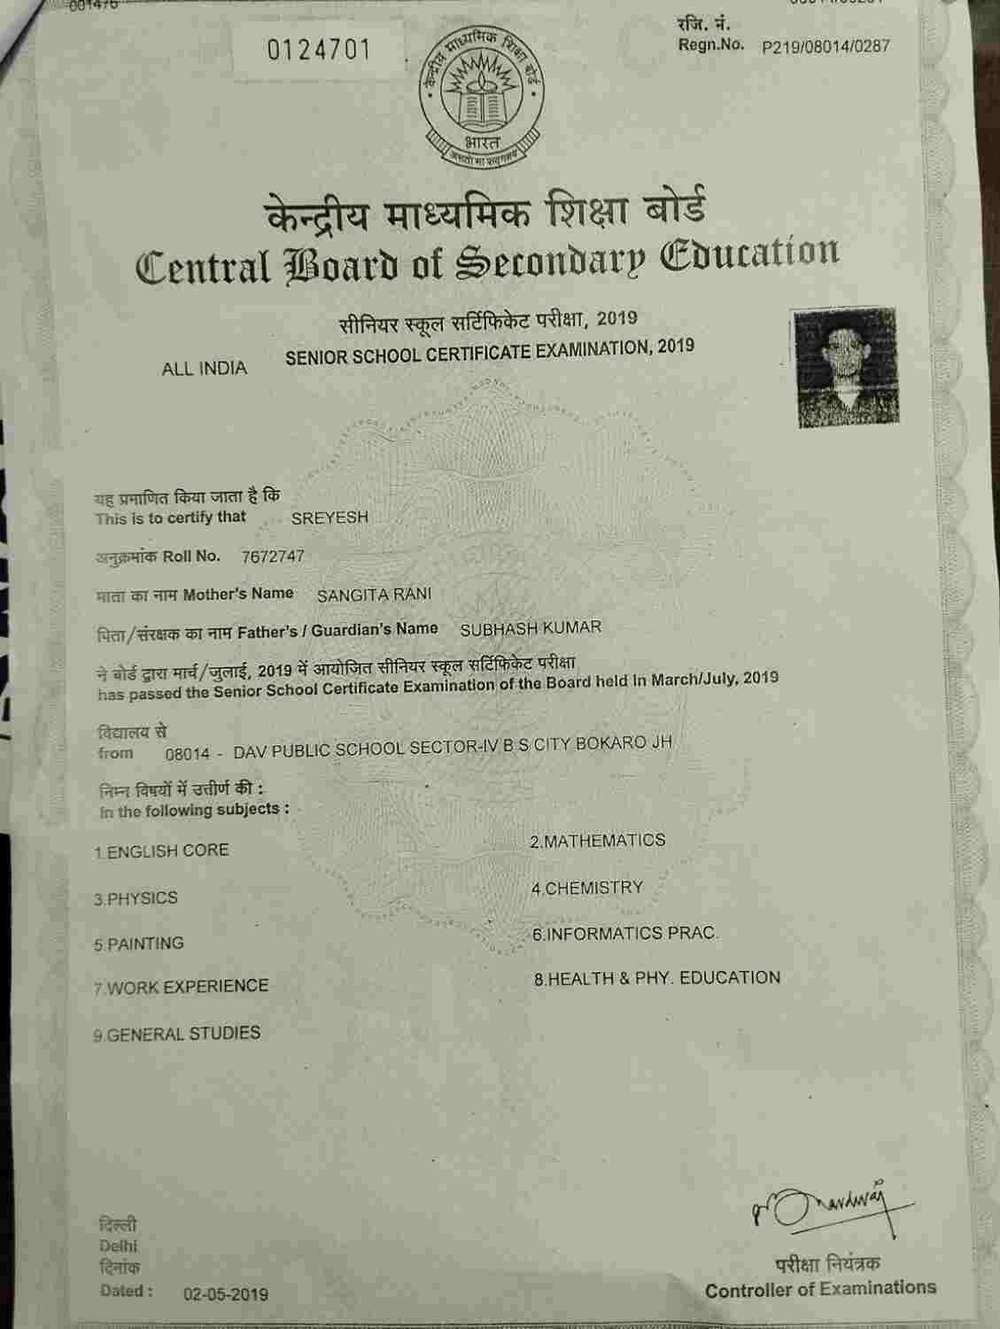 0124701
रजि. नं.
Regn.No. P219/08014/0287
केन्द्रीय माध्यमिक शिक्षा बोर्ड
भारत
असतो मा सद्गमय
केन्द्रीय माध्यमिक शिक्षा बोर्ड
Central Board of Secondary Education
सीनियर स्कूल सर्टिफिकेट परीक्षा, 2019
ALL INDIA SENIOR SCHOOL CERTIFICATE EXAMINATION, 2019
यह प्रमाणित किया जाता है कि
This is to certify that SREYESH
अनुक्रमांक Roll No. 7672747
माता का नाम Mother's Name SANGITA RANI
पिता/संरक्षक का नाम Father's / Guardian's Name SUBHASH KUMAR
ने बोर्ड द्वारा मार्च/जुलाई, 2019 में आयोजित सीनियर स्कूल सर्टिफिकेट परीक्षा
has passed the Senior School Certificate Examination of the Board held in March/July, 2019
विद्यालय से
from 08014 - DAV PUBLIC SCHOOL SECTOR-IV B S CITY BOKARO JH
निम्न विषयों में उत्तीर्ण की :
in the following subjects :
1.ENGLISH CORE 2.MATHEMATICS
3.PHYSICS 4.CHEMISTRY
5.PAINTING 6.INFORMATICS PRAC.
7.WORK EXPERIENCE 8.HEALTH & PHY. EDUCATION
9.GENERAL STUDIES
दिल्ली
Delhi
दिनांक
Dated : 02-05-2019
परीक्षा नियंत्रक
Controller of Examinations